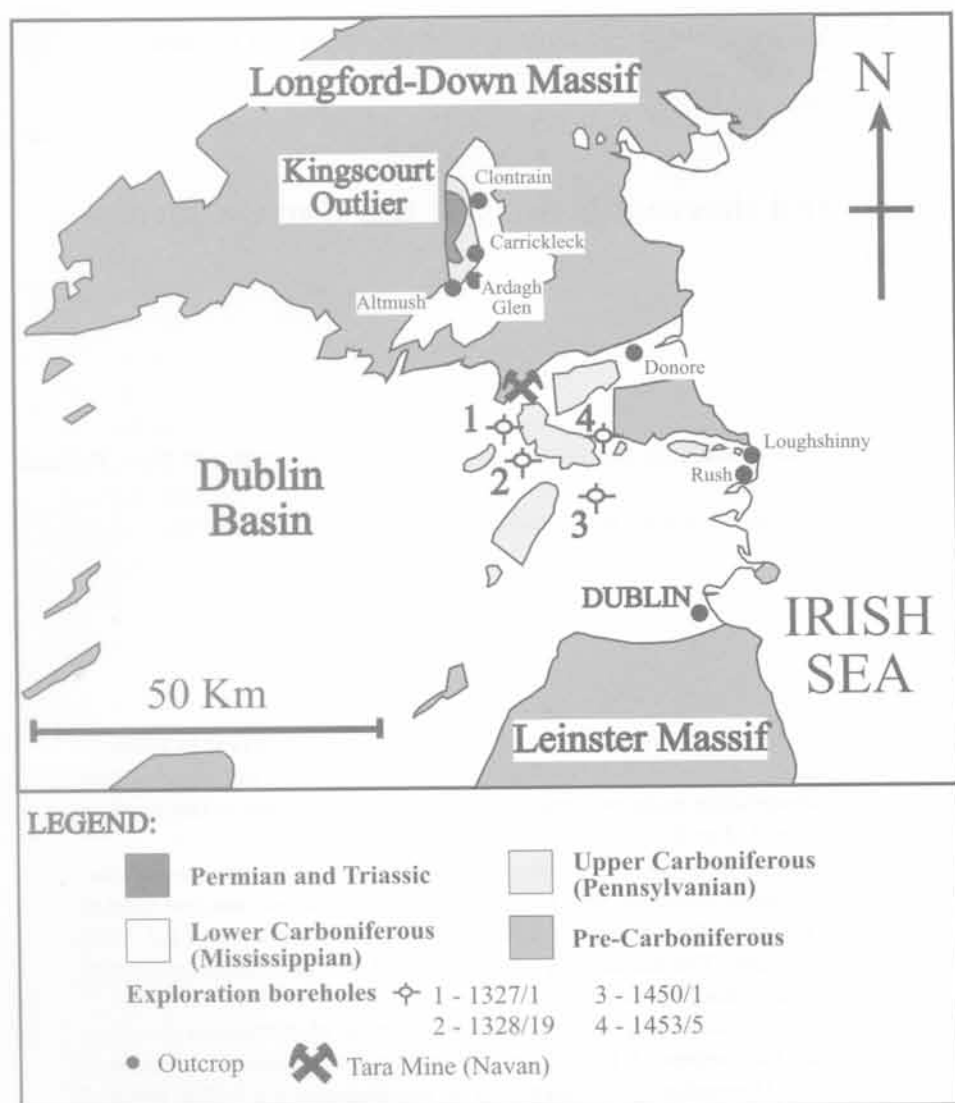 Longford-Down Massif
N
Kingscourt
Outlier
Clontrain
Carrickleck
Altmush
Ardagh
Glen
Donore
1
4
Loughshinny
Rush
2
3
Dublin
Basin
DUBLIN
IRISH
SEA
50 Km
Leinster Massif
LEGEND:
Permian and Triassic
Upper Carboniferous
(Pennsylvanian)
Lower Carboniferous
(Mississippian)
Pre-Carboniferous
Exploration boreholes 1 - 1327/1 3 - 1450/1
2 - 1328/19 4 - 1453/5
Outcrop Tara Mine (Navan)